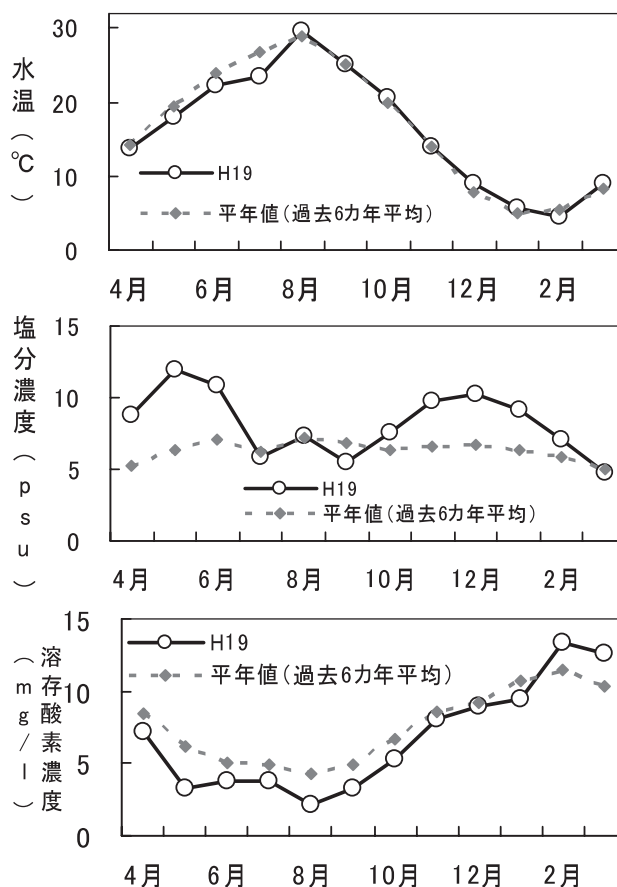 水温(℃)
30
20
10
0
H19
平年値(過去6カ年平均)
4月 6月 8月 10月 12月 2月
塩分濃度(psu)
15
10
5
0
H19
平年値(過去6カ年平均)
4月 6月 8月 10月 12月 2月
溶存酸素濃度
(mg/l)
15
10
5
0
H19
平年値(過去6カ年平均)
4月 6月 8月 10月 12月 2月